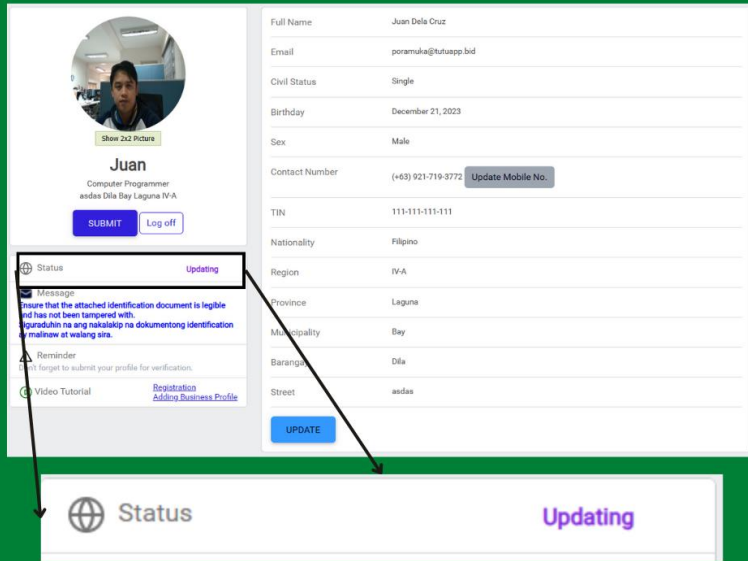 Show 2x2 Picture
Juan
Computer Programmer
asdas Dila Bay Laguna IV-A
SUBMIT
Log off
Status Updating
Message
Ensure that the attached identification document is legible
and has not been tampered with.
Siguraduhin na ang nakalakip na dokumentong identification
ay malinaw at walang sira.
Reminder
Don't forget to submit your profile for verification.
Video Tutorial
Registration
Adding Business Profile
Full Name Juan Dela Cruz
Email poramuka@tutuapp.bid
Civil Status Single
Birthday December 21, 2023
Sex Male
Contact Number (+63) 921-719-3772 Update Mobile No.
TIN 111-111-111-111
Nationality Filipino
Region IV-A
Province Laguna
Municipality Bay
Barangay Dila
Street asdas
UPDATE
Status Updating